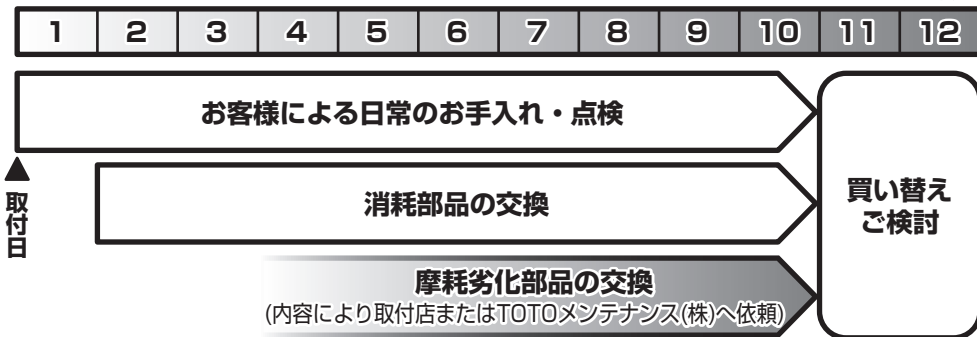 1 2 3 4 5 6 7 8 9 10 11 12
お客様による日常のお手入れ・点検
取付日
消耗部品の交換
買い替え
ご検討
摩耗劣化部品の交換
(内容により取付店またはTOTOメンテナンス(株)へ依頼)